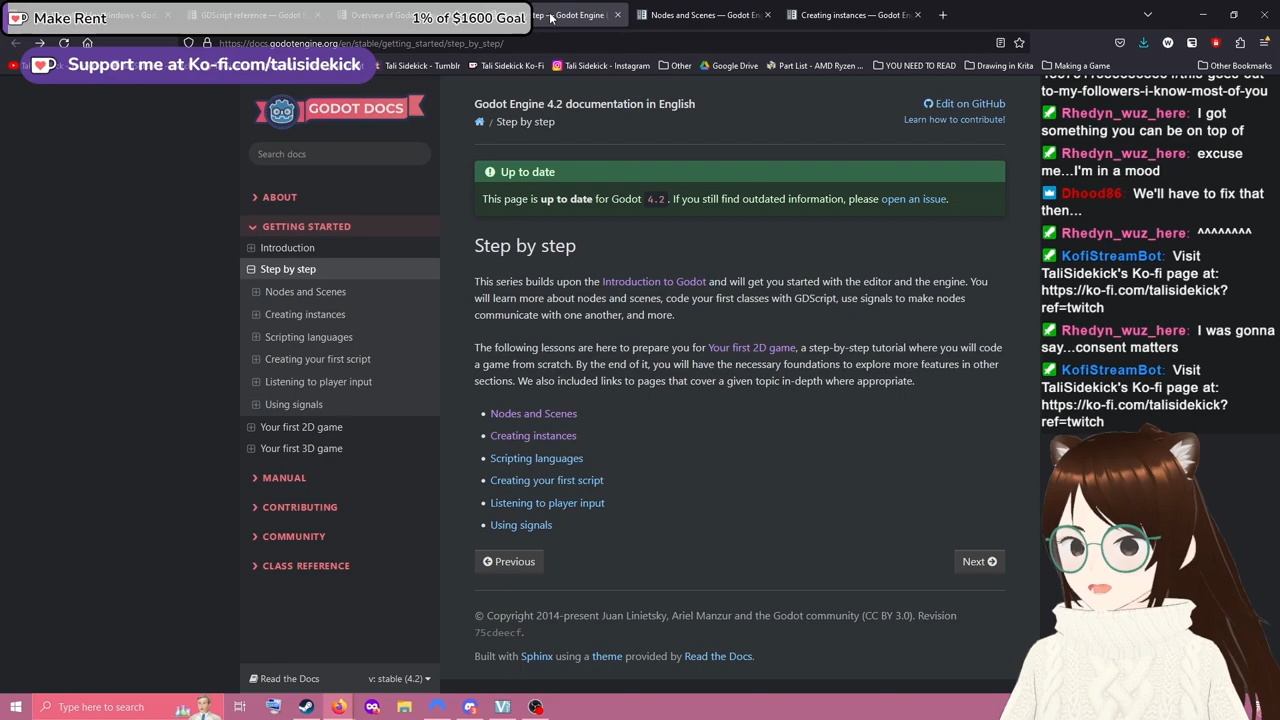 Make Rent
1% of $1600 Goal
GDScript reference — Godot
Overview of Go
tep — Godot Engine (
Nodes and Scenes — Godot En
Creating instances — Godot Eng
https://docs.godotengine.org/en/stable/getting_started/step_by_step/
Support me at Ko-fi.com/talisidekick
Tali Sidekick - Tumblr
Tali Sidekick Ko-Fi
Tali Sidekick - Instagram
Other
Google Drive
Part List - AMD Ryzen ...
YOU NEED TO READ
Drawing in Krita
Making a Game
Other Bookmarks
GODOT DOCS
Search docs
ABOUT
GETTING STARTED
Introduction
Step by step
Nodes and Scenes
Creating instances
Scripting languages
Creating your first script
Listening to player input
Using signals
Your first 2D game
Your first 3D game
MANUAL
CONTRIBUTING
COMMUNITY
CLASS REFERENCE
Read the Docs
v: stable (4.2)
Godot Engine 4.2 documentation in English
Edit on GitHub
Step by step
Learn how to contribute!
Up to date
This page is up to date for Godot 4.2. If you still find outdated information, please open an issue.
Step by step
This series builds upon the Introduction to Godot and will get you started with the editor and the engine. You
will learn more about nodes and scenes, code your first classes with GDScript, use signals to make nodes
communicate with one another, and more.
The following lessons are here to prepare you for Your first 2D game, a step-by-step tutorial where you will code
a game from scratch. By the end of it, you will have the necessary foundations to explore more features in other
sections. We also included links to pages that cover a given topic in-depth where appropriate.
Nodes and Scenes
Creating instances
Scripting languages
Creating your first script
Listening to player input
Using signals
Previous
Next
© Copyright 2014-present Juan Linietsky, Ariel Manzur and the Godot community (CC BY 3.0). Revision
75cdeecf.
Built with Sphinx using a theme provided by Read the Docs.
to-my-followers-i-know-most-of-you
Rhedyn_wuz_here: I got
something you can be on top of
Rhedyn_wuz_here: excuse
me...I'm in a mood
Dhood86: We'll have to fix that
then...
Rhedyn_wuz_here: ^^^^^^^^
KofiStreamBot: Visit
TaliSidekick's Ko-fi page at:
https://ko-fi.com/talisidekick?
ref=twitch
Rhedyn_wuz_here: I was gonna
say...consent matters
KofiStreamBot: Visit
TaliSidekick's Ko-fi page at:
https://ko-fi.com/talisidekick?
ref=twitch
Type here to search